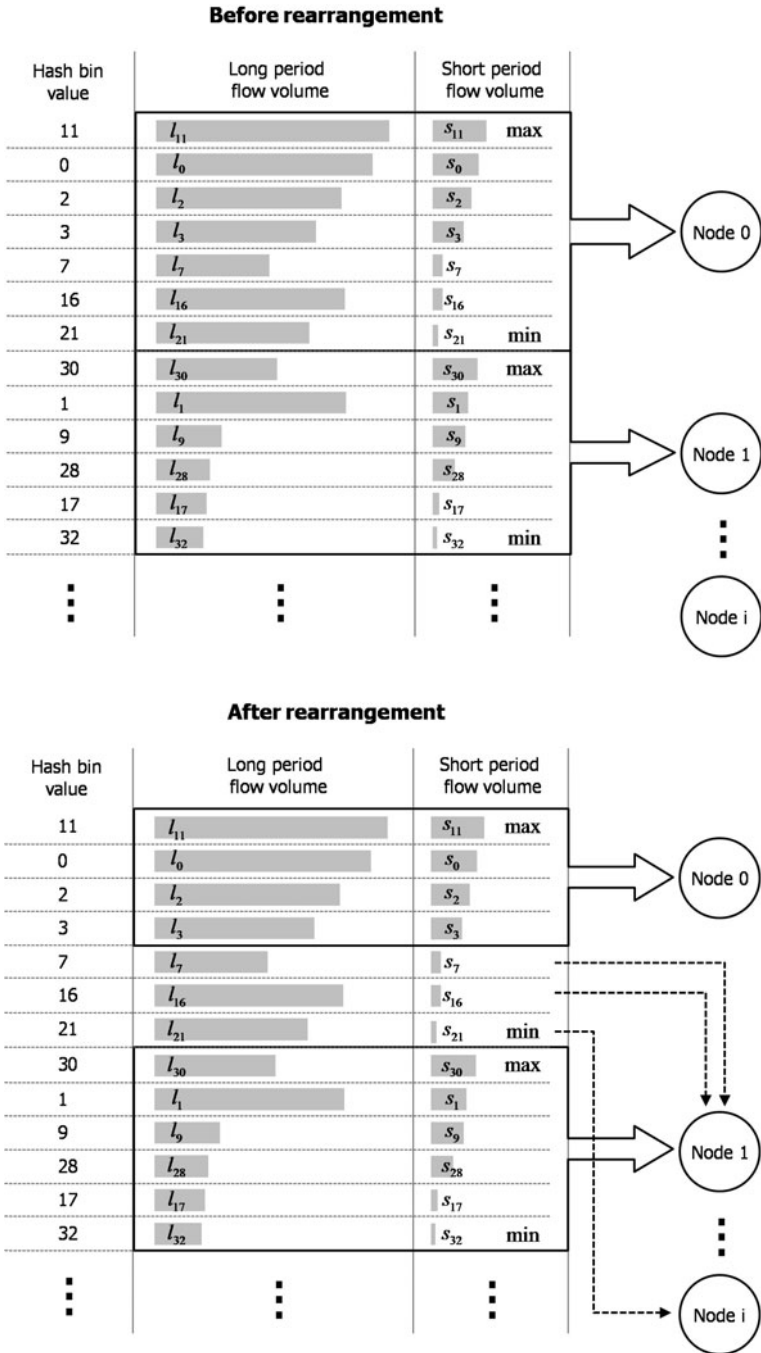 Before rearrangement
Hash bin value
Long period flow volume
Short period flow volume
11 l11 s11 max
0 l0 s0
2 l2 s2
3 l3 s3
7 l7 s7
16 l16 s16
21 l21 s21 min
Node 0
30 l30 s30 max
1 l1 s1
9 l9 s9
28 l28 s28
17 l17 s17
32 l32 s32 min
Node 1
Node i
After rearrangement
Hash bin value
Long period flow volume
Short period flow volume
11 l11 s11 max
0 l0 s0
2 l2 s2
3 l3 s3
Node 0
7 l7 s7
16 l16 s16
21 l21 s21 min
30 l30 s30 max
1 l1 s1
9 l9 s9
28 l28 s28
17 l17 s17
32 l32 s32 min
Node 1
Node i